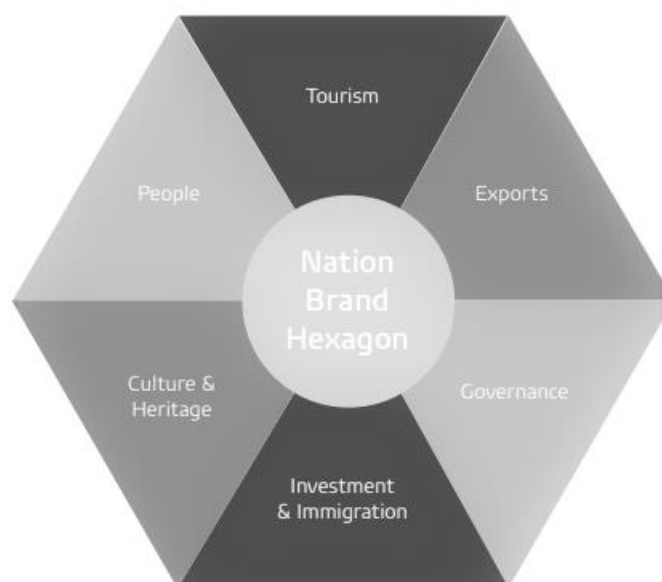 Tourism
People
Exports
Nation
Brand
Hexagon
Culture &
Heritage
Governance
Investment
& Immigration